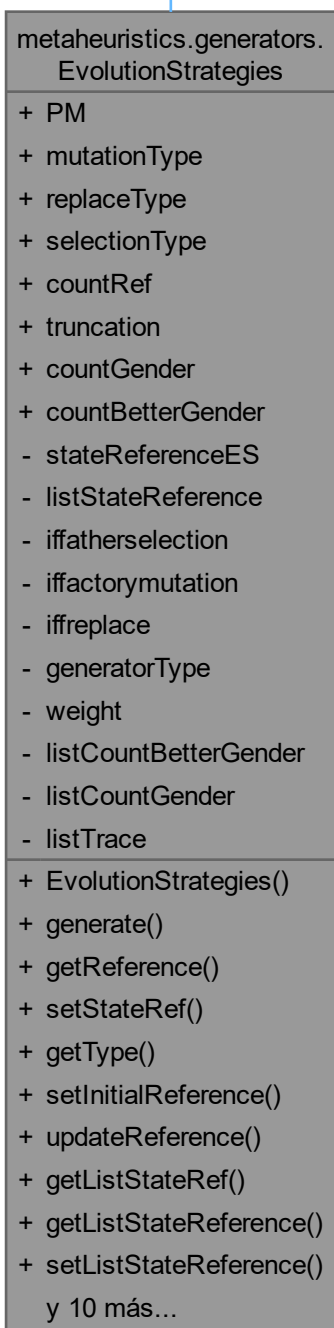 metaheuristics.generators.
EvolutionStrategies
+ PM
+ mutationType
+ replaceType
+ selectionType
+ countRef
+ truncation
+ countGender
+ countBetterGender
- stateReferenceES
- listStateReference
- iffatherselection
- iffactorymutation
- iffreplace
- generatorType
- weight
- listCountBetterGender
- listCountGender
- listTrace
+ EvolutionStrategies()
+ generate()
+ getReference()
+ setStateRef()
+ getType()
+ setInitialReference()
+ updateReference()
+ getListStateRef()
+ getListStateReference()
+ setListStateReference()
y 10 más...